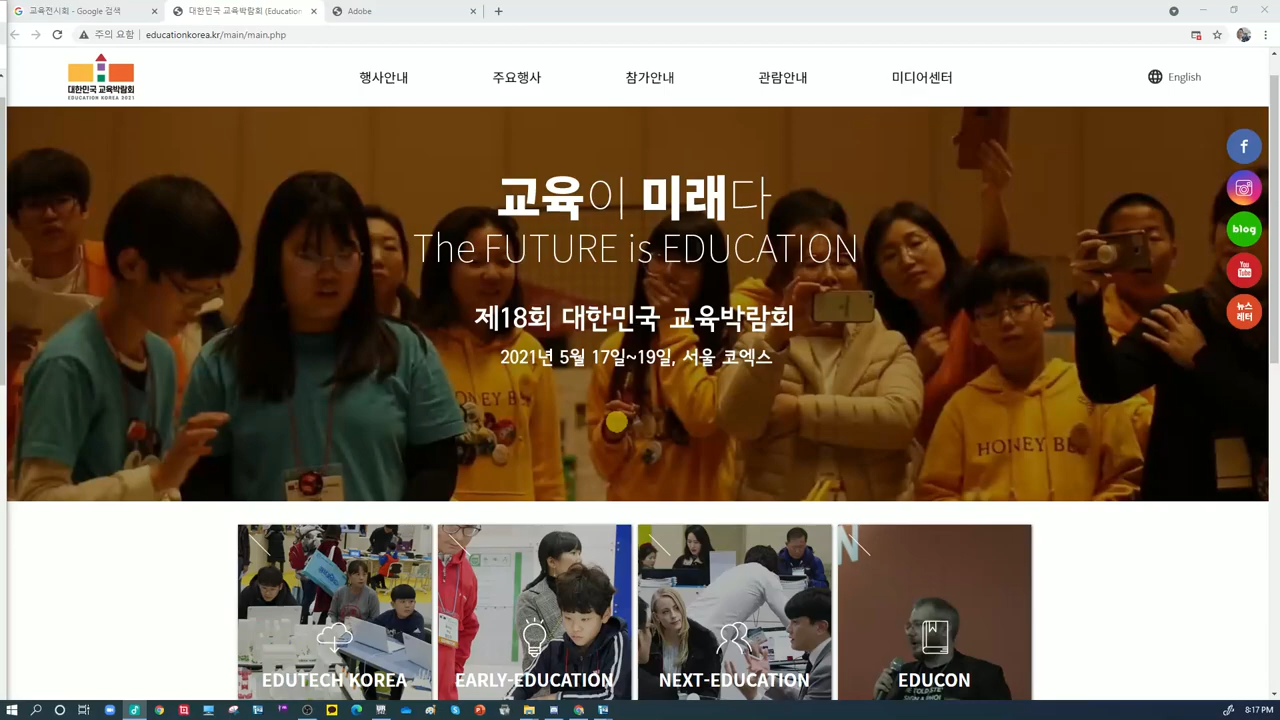 교육전시회 - Google 검색
대한민국 교육박람회 (Education
Adobe
주의 요함
educationkorea.kr/main/main.php
대한민국 교육박람회
EDUCATION KOREA 2021
행사안내
주요행사
참가안내
관람안내
미디어센터
English
교육이 미래다
The FUTURE is EDUCATION
제18회 대한민국 교육박람회
2021년 5월 17일~19일, 서울 코엑스
f
blog
You
Tube
뉴스
레터
HONEY BE
N
EDUTECH KOREA
EARLY-EDUCATION
NEXT-EDUCATION
EDUCON
8:17 PM